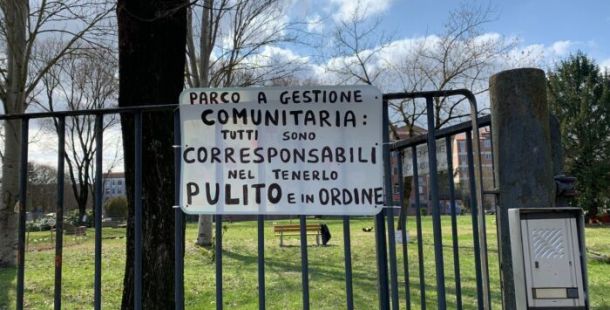 PARCO A GESTIONE
COMUNITARIA:
TUTTI SONO
CORRESPONSABILI
NEL TENERLO
PULITO E IN ORDINE